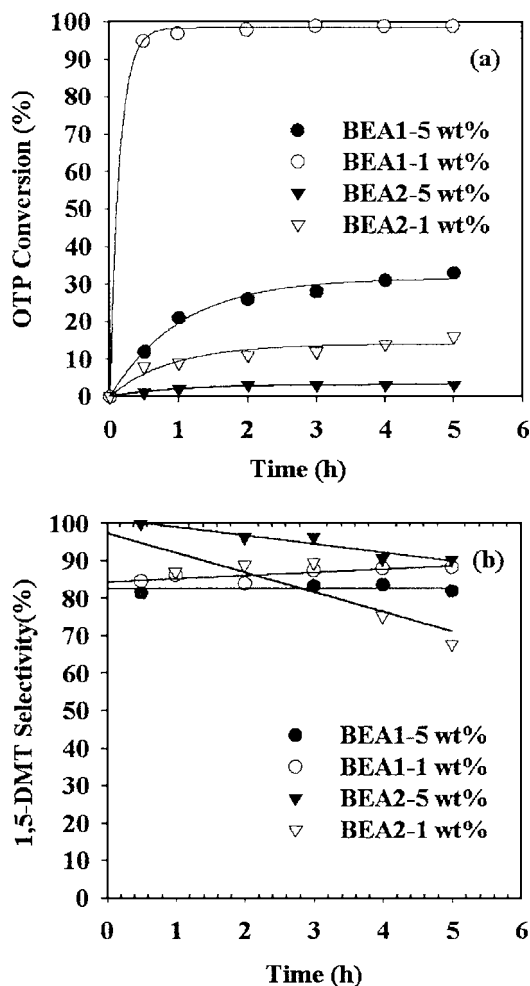 100
90
80
70
60
50
40
30
20
10
0
OTP Conversion (%)
(a)
BEA1-5 wt%
BEA1-1 wt%
BEA2-5 wt%
BEA2-1 wt%
0 1 2 3 4 5 6
Time (h)
100
90
80
70
60
50
40
30
20
10
0
1,5-DMT Selectivity(%)
(b)
BEA1-5 wt%
BEA1-1 wt%
BEA2-5 wt%
BEA2-1 wt%
0 1 2 3 4 5 6
Time (h)